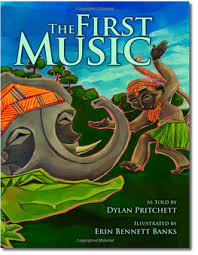 THE FIRST
MUSIC
AS TOLD BY
DYLAN PRITCHETT
ILLUSTRATED BY
ERIN BENNETT BANKS